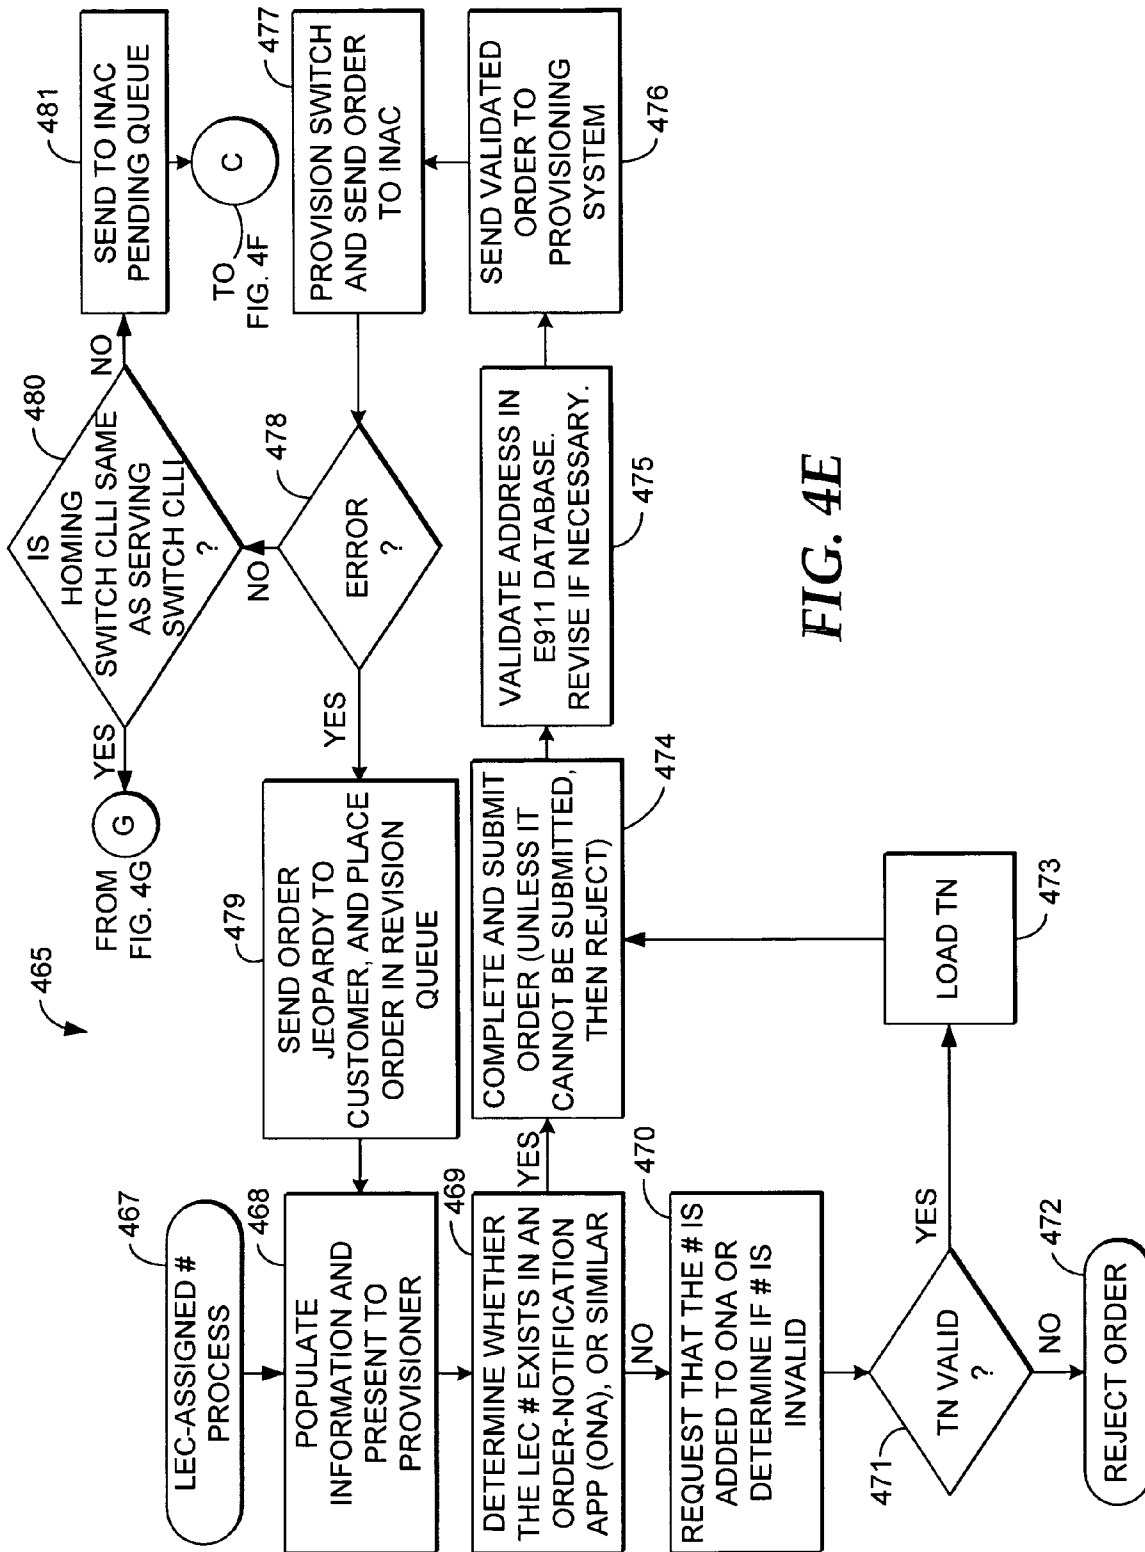 465
467
LEC-ASSIGNED #
PROCESS
468
POPULATE
INFORMATION AND
PRESENT TO
PROVISIONER
469
DETERMINE WHETHER
THE LEC # EXISTS IN AN
ORDER-NOTIFICATION
APP (ONA), OR SIMILAR
YES
NO
470
REQUEST THAT THE # IS
ADDED TO ONA OR
DETERMINE IF # IS
INVALID
471
TN VALID
?
YES
NO
472
REJECT ORDER
473
LOAD TN
474
COMPLETE AND SUBMIT
ORDER (UNLESS IT
CANNOT BE SUBMITTED,
THEN REJECT)
475
VALIDATE ADDRESS IN
E911 DATABASE.
REVISE IF NECESSARY.
476
SEND VALIDATED
ORDER TO
PROVISIONING
SYSTEM
477
PROVISION SWITCH
AND SEND ORDER
TO INAC
478
ERROR
?
YES
NO
479
SEND ORDER
JEOPARDY TO
CUSTOMER, AND PLACE
ORDER IN REVISION
QUEUE
480
IS
HOMING
SWITCH CLLI SAME
AS SERVING
SWITCH CLLI
?
YES
NO
G
FROM
FIG. 4G
481
SEND TO INAC
PENDING QUEUE
C
TO
FIG. 4F
FIG. 4E